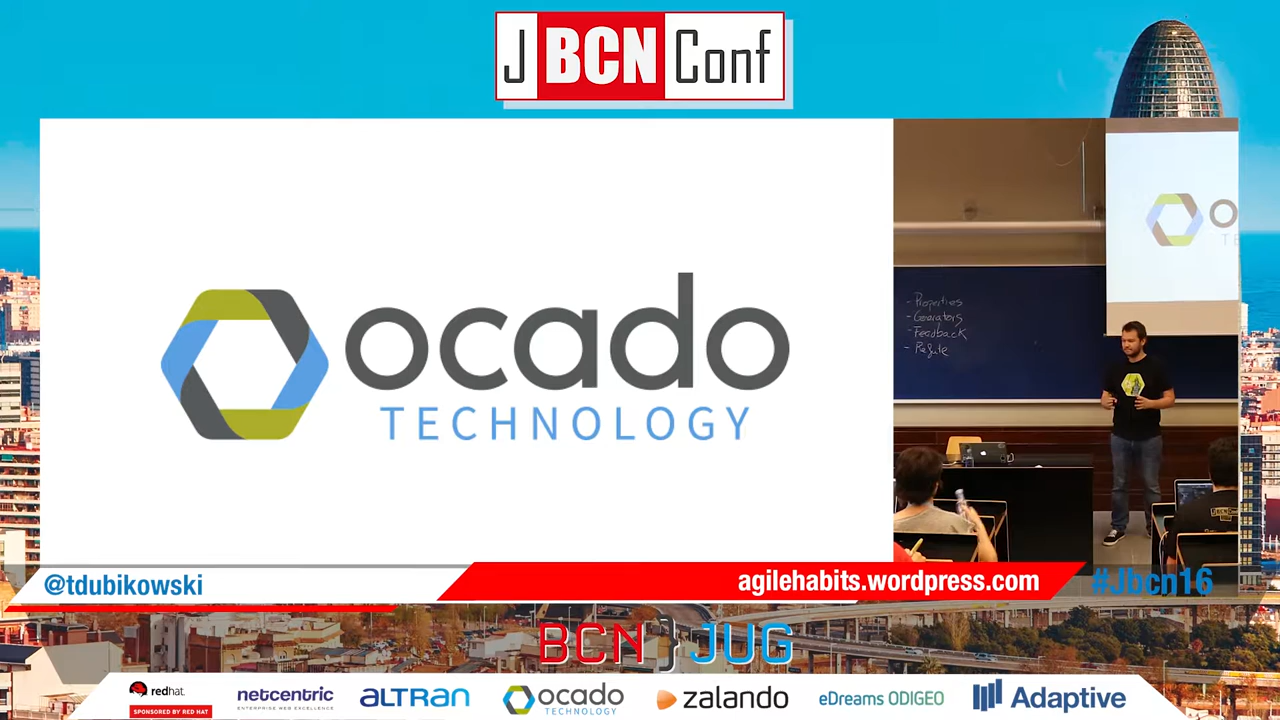 J BCN Conf
ocado
TECHNOLOGY
- Properties
- Generators
- Feedback
- Refute
@tdubikowski
agilehabits.wordpress.com
#Jbcn16
BCN } JUG
redhat.
SPONSORED BY RED HAT
netcentric
ENTERPRISE WEB EXCELLENCE
ALTRAN
ocado
TECHNOLOGY
zalando
eDreams ODIGEO
Adaptive